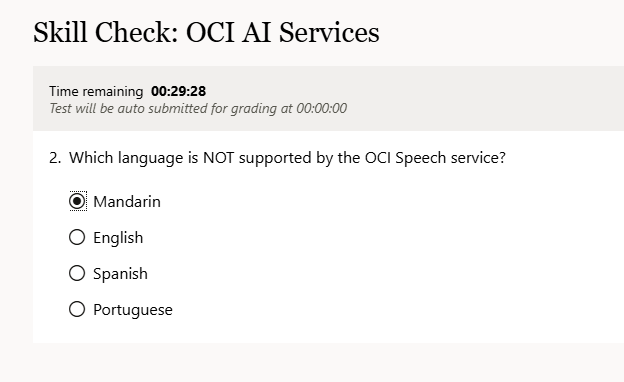 Skill Check: OCI AI Services
Time remaining 00:29:28
Test will be auto submitted for grading at 00:00:00
2. Which language is NOT supported by the OCI Speech service?
Mandarin
English
Spanish
Portuguese